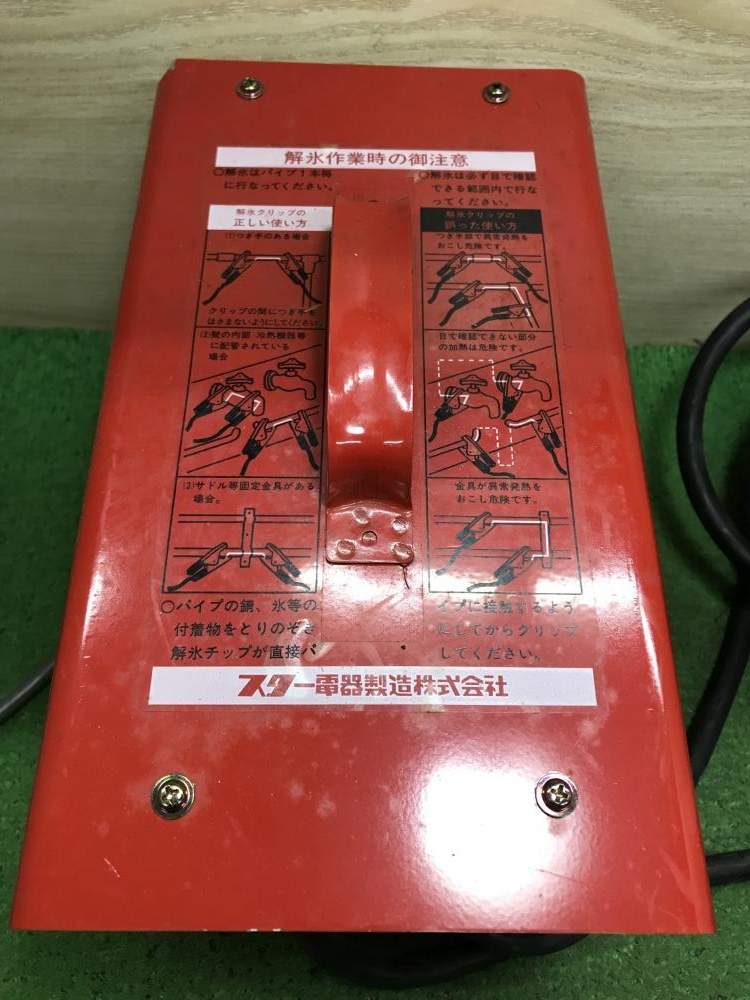 解氷作業時の御注意
○解氷はパイプ1本毎
に行なってください。
○解氷は必ず目で確認
できる範囲内で行な
ってください。
解氷クリップの
正しい使い方
(1)つぎ手のある場合
クリップの間につぎ手を
はさまないようにしてください。
(2)壁の内部 冷熱機器等
に配管されている
場合
(3)サドル等固定金具がある
場合。
解氷クリップの
誤った使い方
つぎ手部で異常発熱を
おこし危険です。
目で確認できない部分
の加熱は危険です。
金具が異常発熱を
おこし危険です。
○パイプの錆、氷等の
付着物をとりのぞき
解氷チップが直接パ
イプに接触するよう
にしてからクリップ
してください。
スター電器製造株式会社